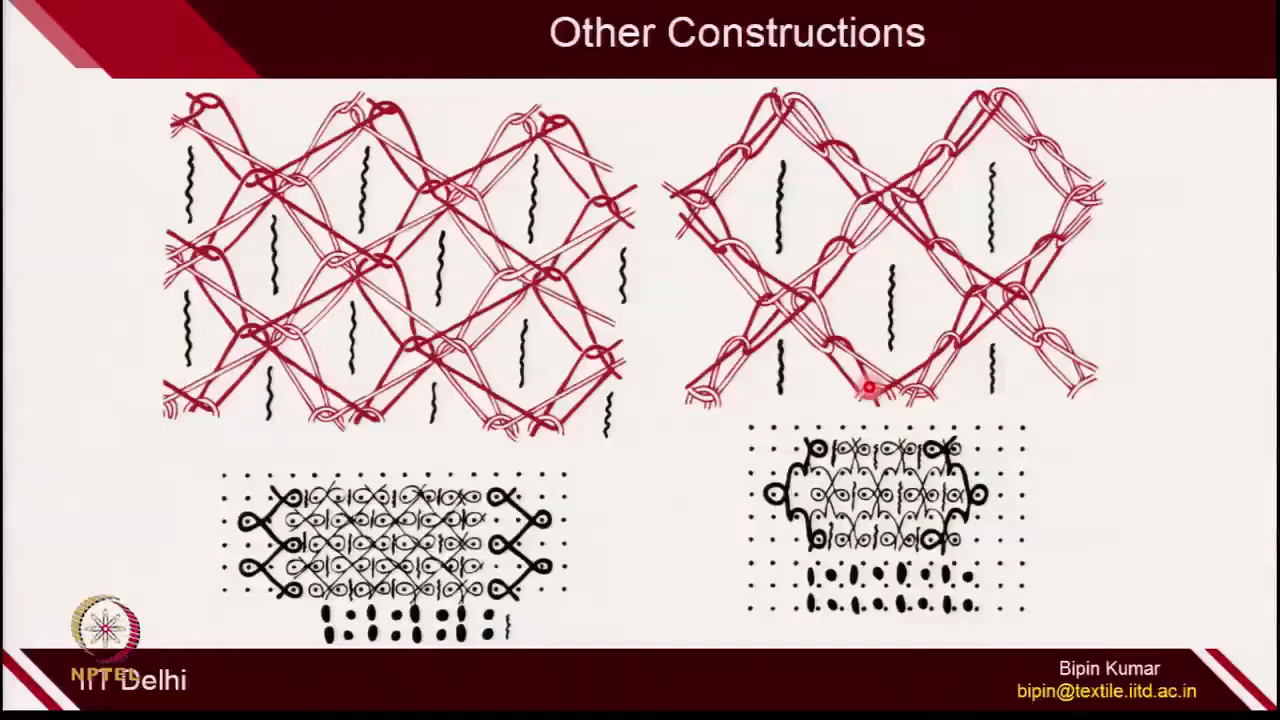 Other Constructions
NPTEL
IIT Delhi
Bipin Kumar
bipin@textile.iitd.ac.in